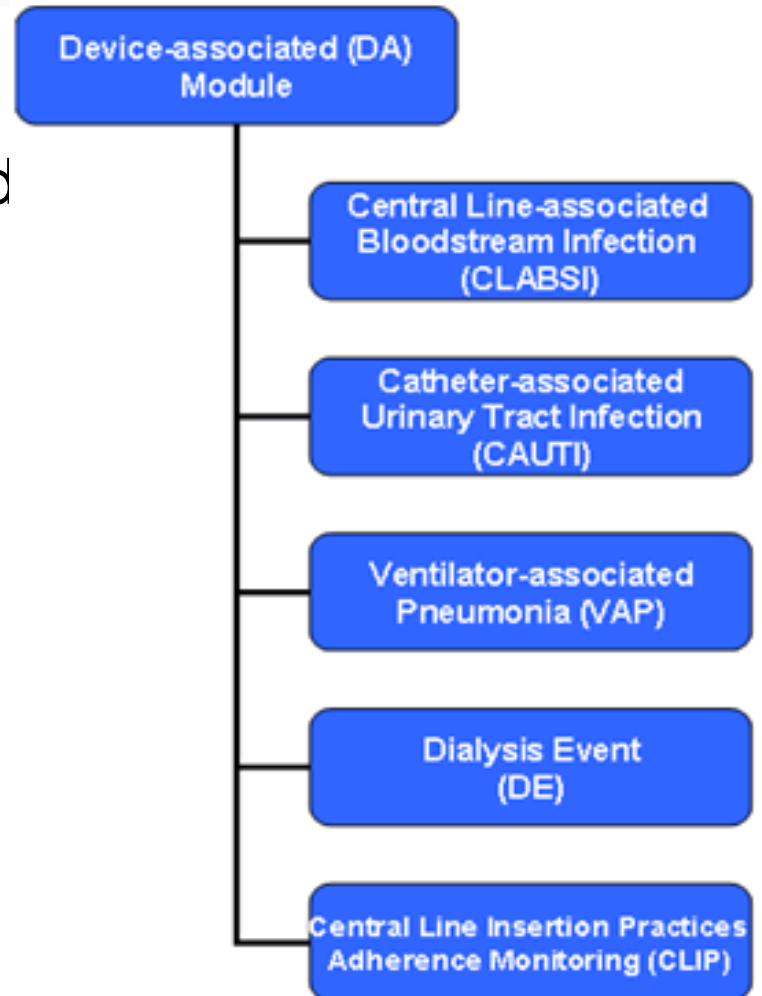 Device-associated (DA)
Module
d
Central Line-associated
Bloodstream Infection
(CLABSI)
Catheter-associated
Urinary Tract Infection
(CAUTI)
Ventilator-associated
Pneumonia (VAP)
Dialysis Event
(DE)
Central Line Insertion Practices
Adherence Monitoring (CLIP)